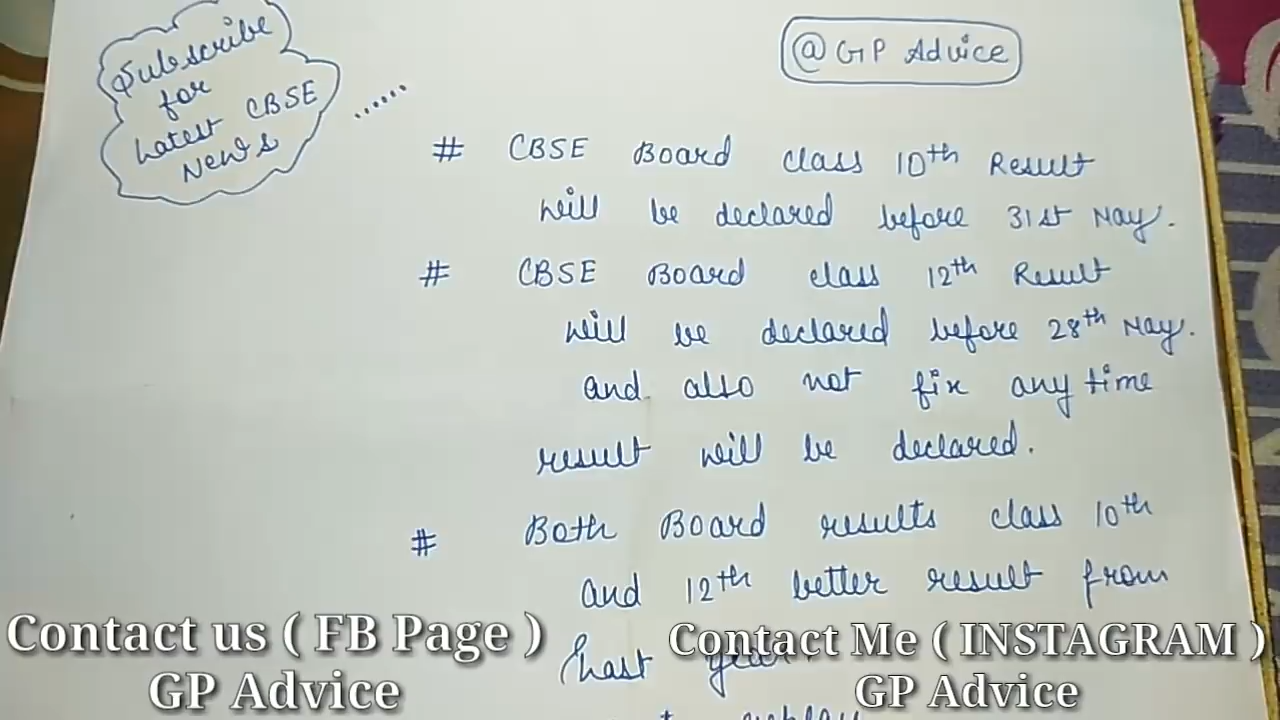 Subscribe
for
Latest CBSE
News
......
@ GP Advice
# CBSE Board class 10th Result
will be declared before 31st May.
# CBSE Board class 12th Result
will be declared before 28th May.
and also not fix any time
result will be declared.
# Both Board results class 10th
and 12th better result from
Last year.
Contact us ( FB Page )
GP Advice
Contact Me ( INSTAGRAM )
GP Advice